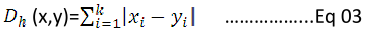 D_h (x,y)=∑_{i=1}^{k}|x_i − y_i| ………………...Eq 03